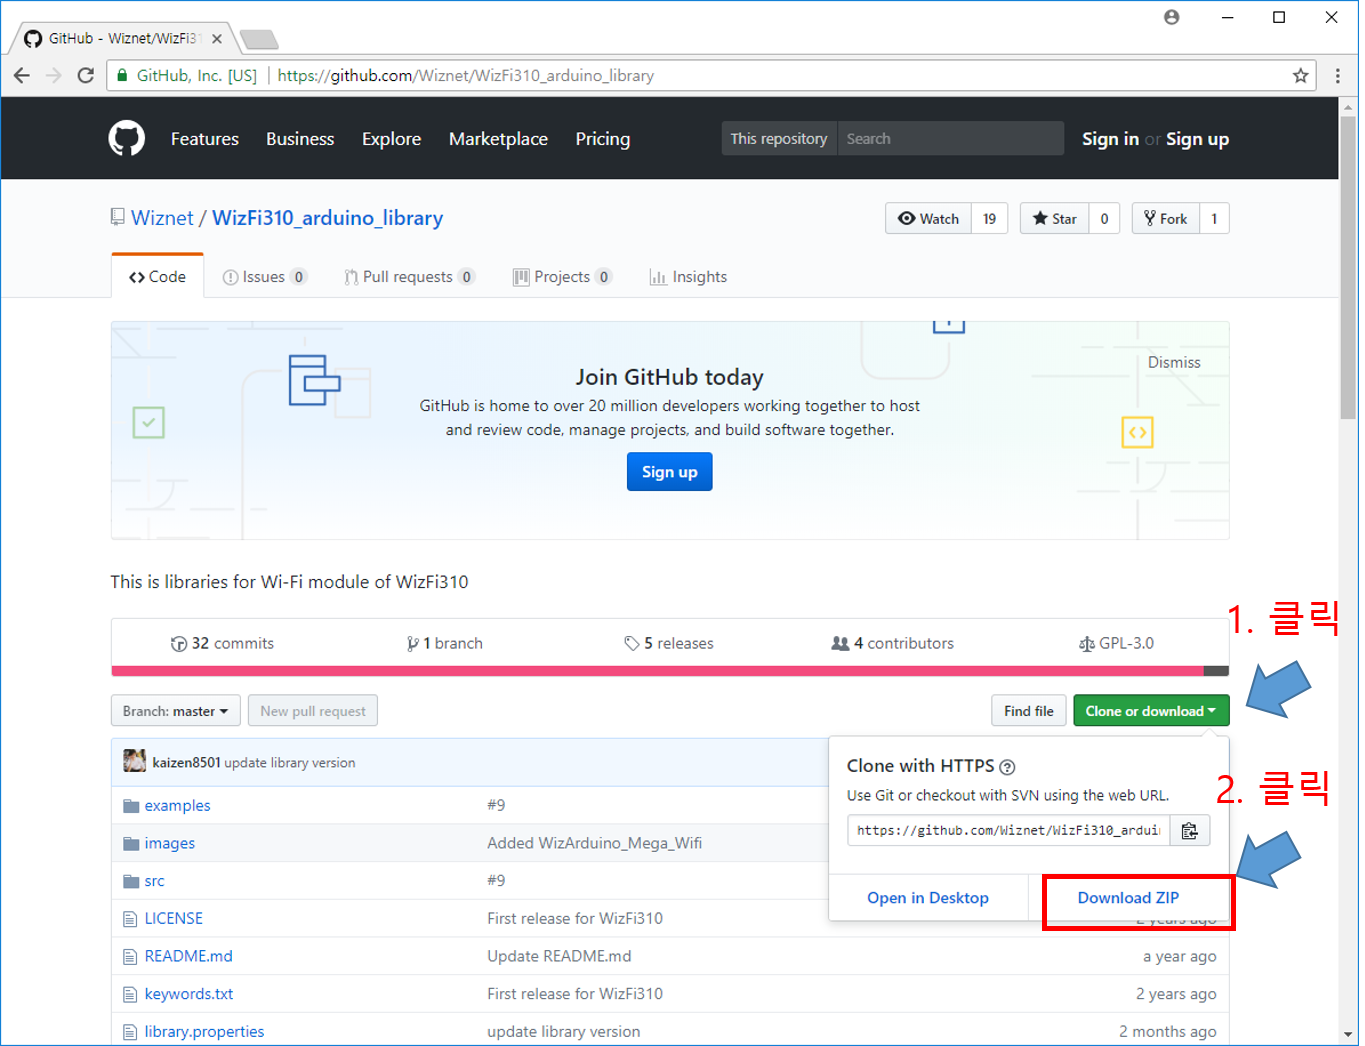 GitHub - Wiznet/WizFi31
GitHub, Inc. [US] https://github.com/Wiznet/WizFi310_arduino_library
Features Business Explore Marketplace Pricing This repository Search Sign in or Sign up
Wiznet / WizFi310_arduino_library
Watch 19 Star 0 Fork 1
Code Issues 0 Pull requests 0 Projects 0 Insights
Dismiss
Join GitHub today
GitHub is home to over 20 million developers working together to host
and review code, manage projects, and build software together.
Sign up
This is libraries for Wi-Fi module of WizFi310
1. 클릭
32 commits 1 branch 5 releases 4 contributors GPL-3.0
Branch: master New pull request Find file Clone or download
kaizen8501 update library version
Clone with HTTPS
Use Git or checkout with SVN using the web URL.
2. 클릭
https://github.com/Wiznet/WizFi310_ardui
Open in Desktop Download ZIP
examples #9
images Added WizArduino_Mega_Wifi
src #9
LICENSE First release for WizFi310 2 years ago
README.md Update README.md a year ago
keywords.txt First release for WizFi310 2 years ago
library.properties update library version 2 months ago